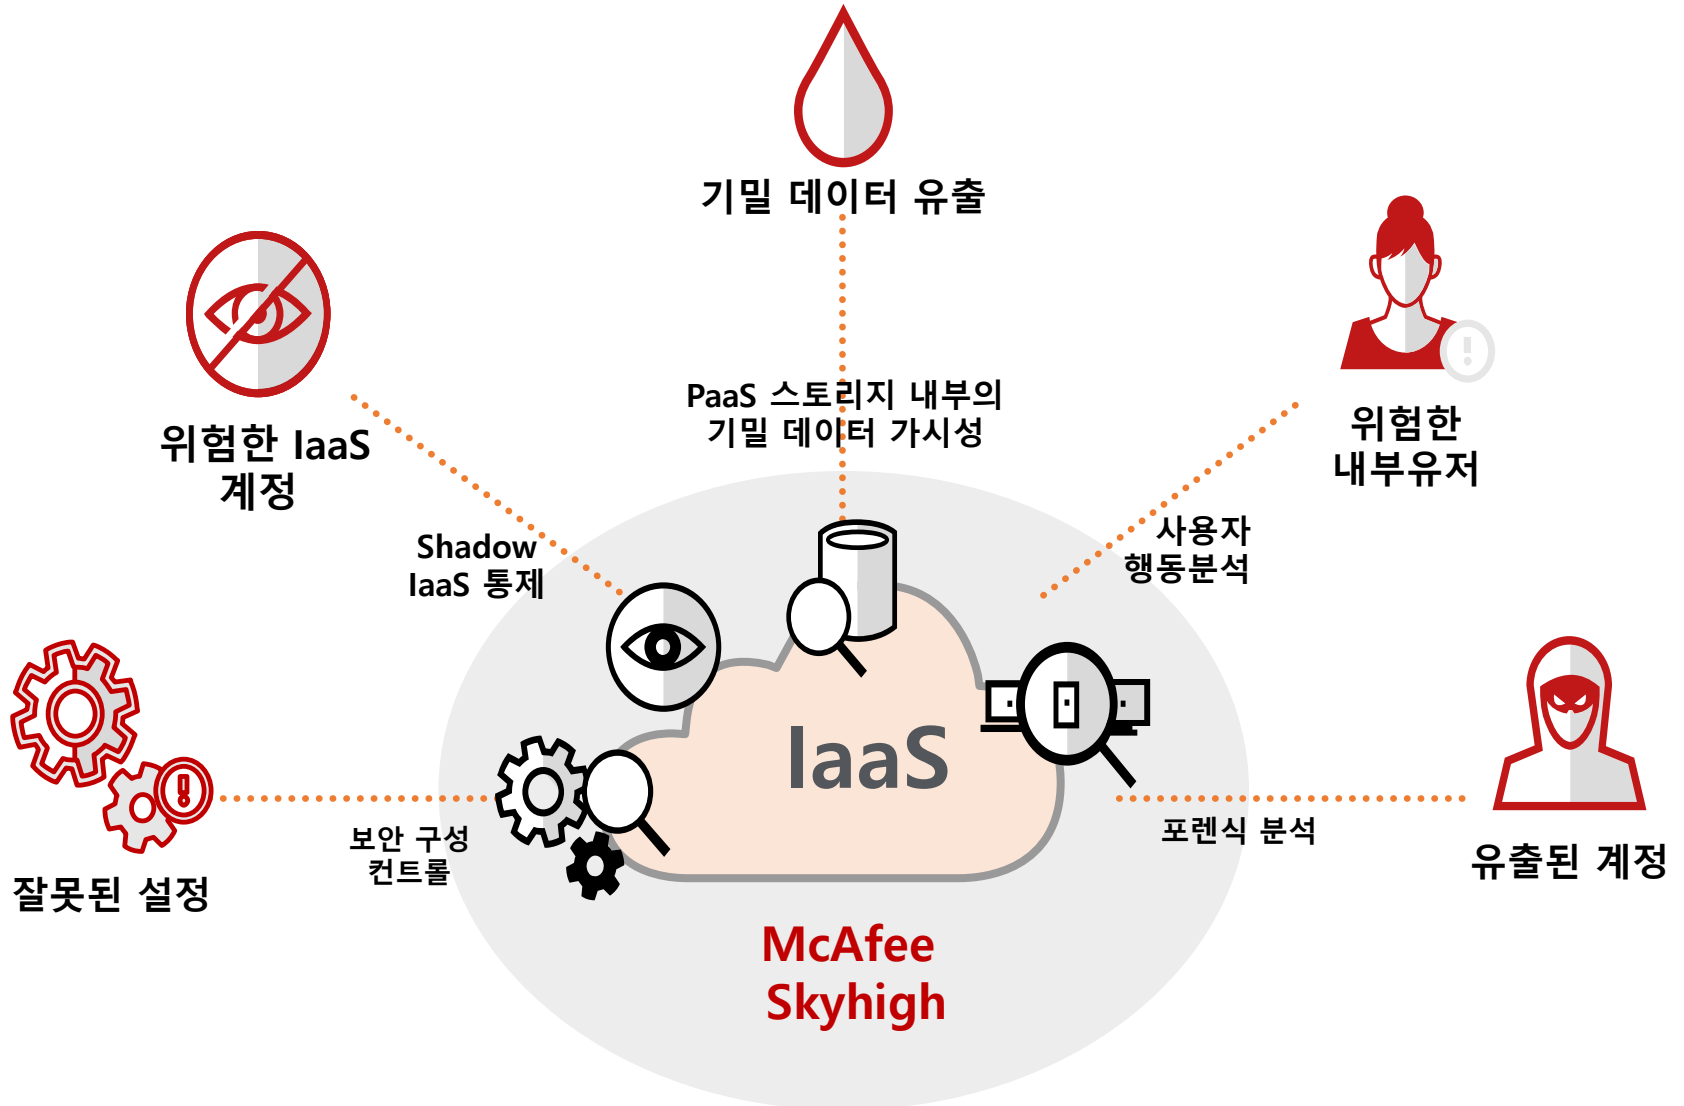 기밀 데이터 유출
위험한 IaaS
계정
위험한
내부유저
PaaS 스토리지 내부의
기밀 데이터 가시성
Shadow
IaaS 통제
사용자
행동분석
잘못된 설정
보안 구성
컨트롤
IaaS
포렌식 분석
유출된 계정
McAfee
Skyhigh